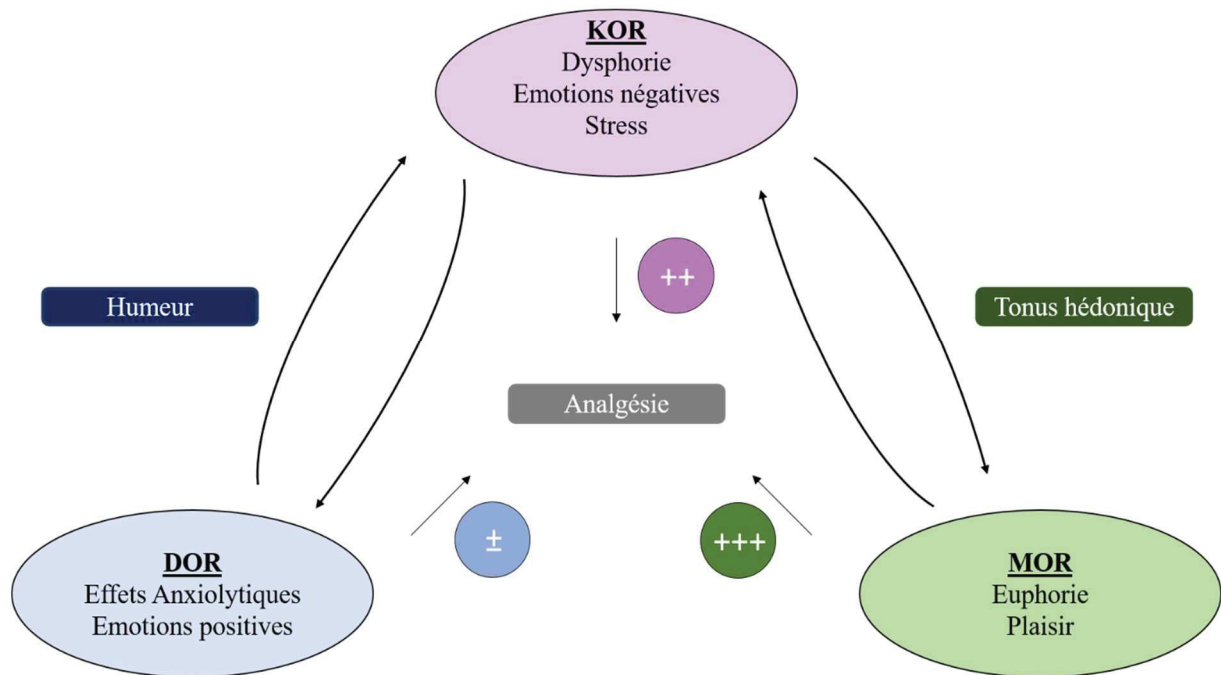 KOR
Dysphorie
Emotions négatives
Stress
++
Humeur
Tonus hédonique
Analgésie
±
+++
DOR
Effets Anxiolytiques
Emotions positives
MOR
Euphorie
Plaisir